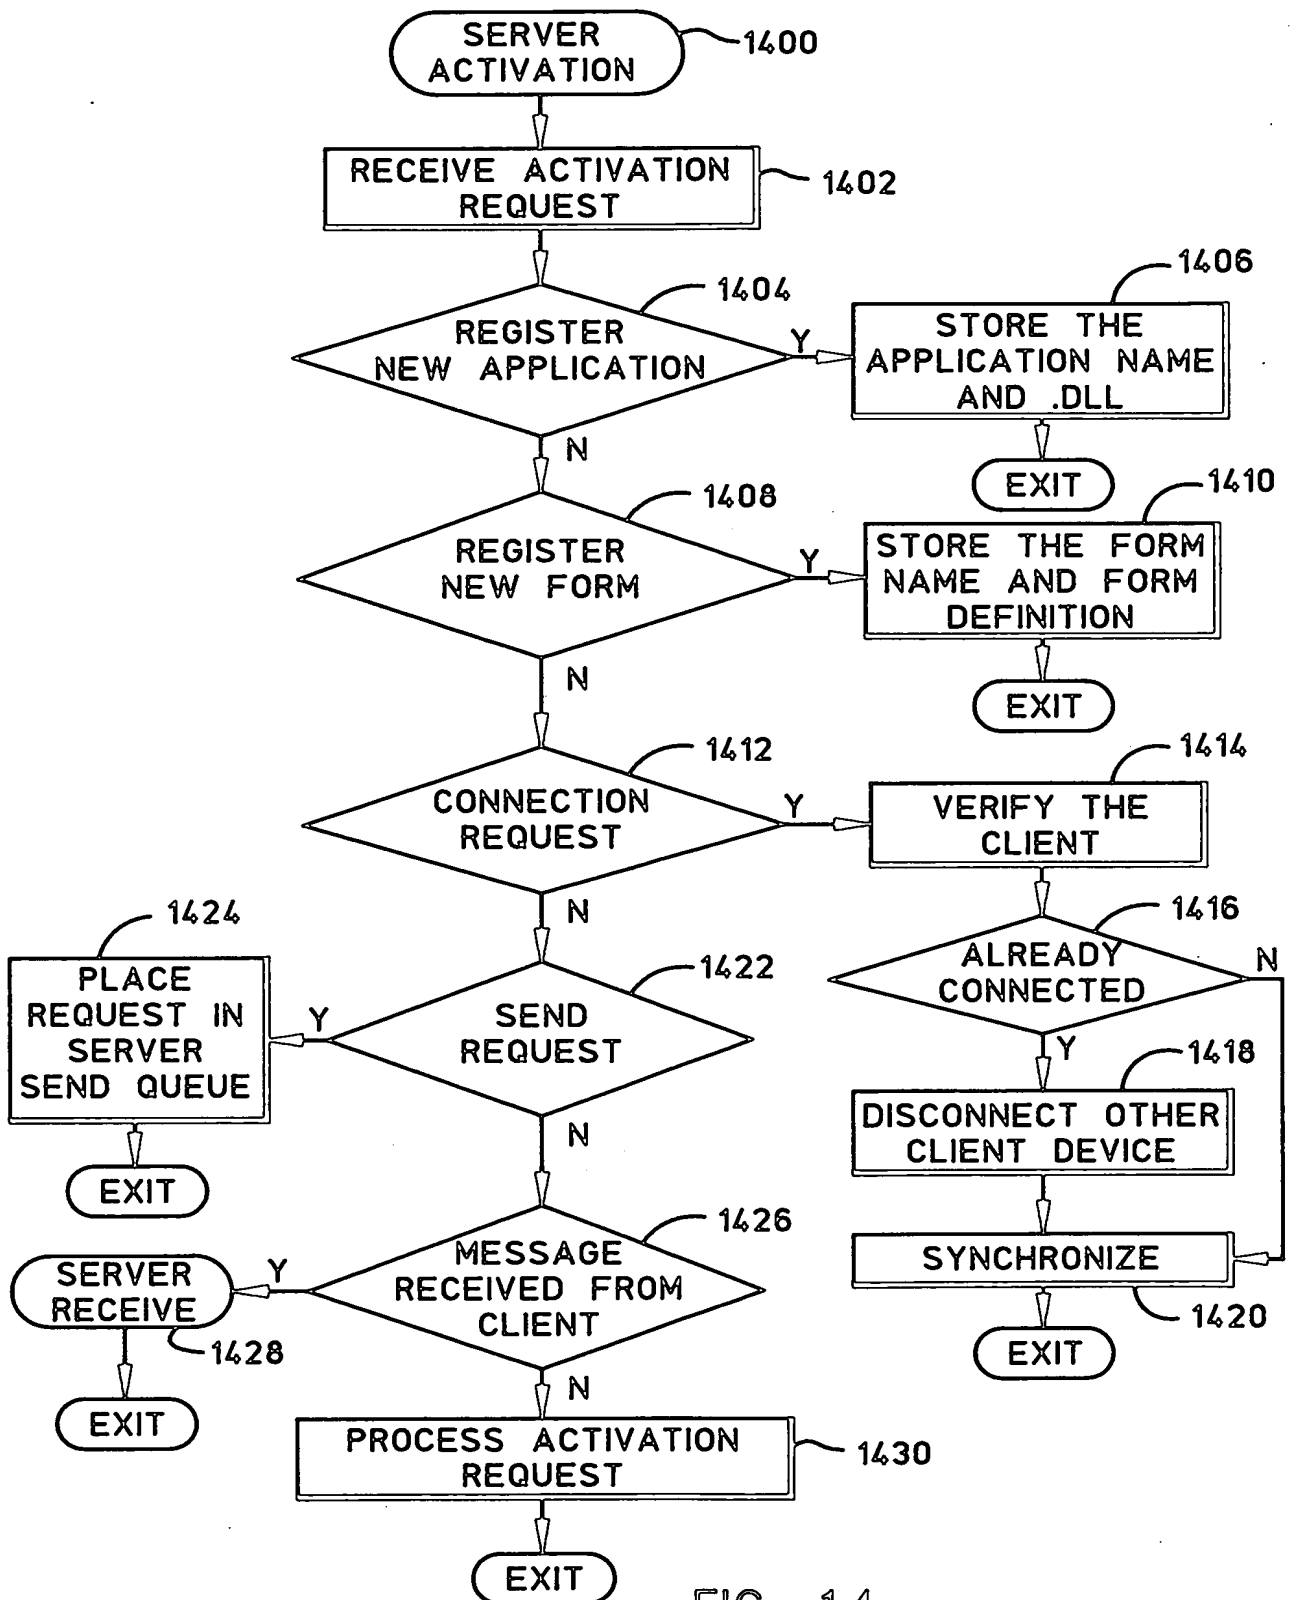 SERVER
ACTIVATION
1400
RECEIVE ACTIVATION
REQUEST
1402
1404
REGISTER
NEW APPLICATION
Y
N
1406
STORE THE
APPLICATION NAME
AND .DLL
EXIT
1408
REGISTER
NEW FORM
Y
N
1410
STORE THE FORM
NAME AND FORM
DEFINITION
EXIT
1412
CONNECTION
REQUEST
Y
N
1414
VERIFY THE
CLIENT
1416
ALREADY
CONNECTED
N
Y
1418
DISCONNECT OTHER
CLIENT DEVICE
SYNCHRONIZE
1420
EXIT
1422
SEND
REQUEST
Y
N
1424
PLACE
REQUEST IN
SERVER
SEND QUEUE
EXIT
1426
MESSAGE
RECEIVED FROM
CLIENT
Y
N
SERVER
RECEIVE
1428
EXIT
PROCESS ACTIVATION
REQUEST
1430
EXIT
FIG. 14